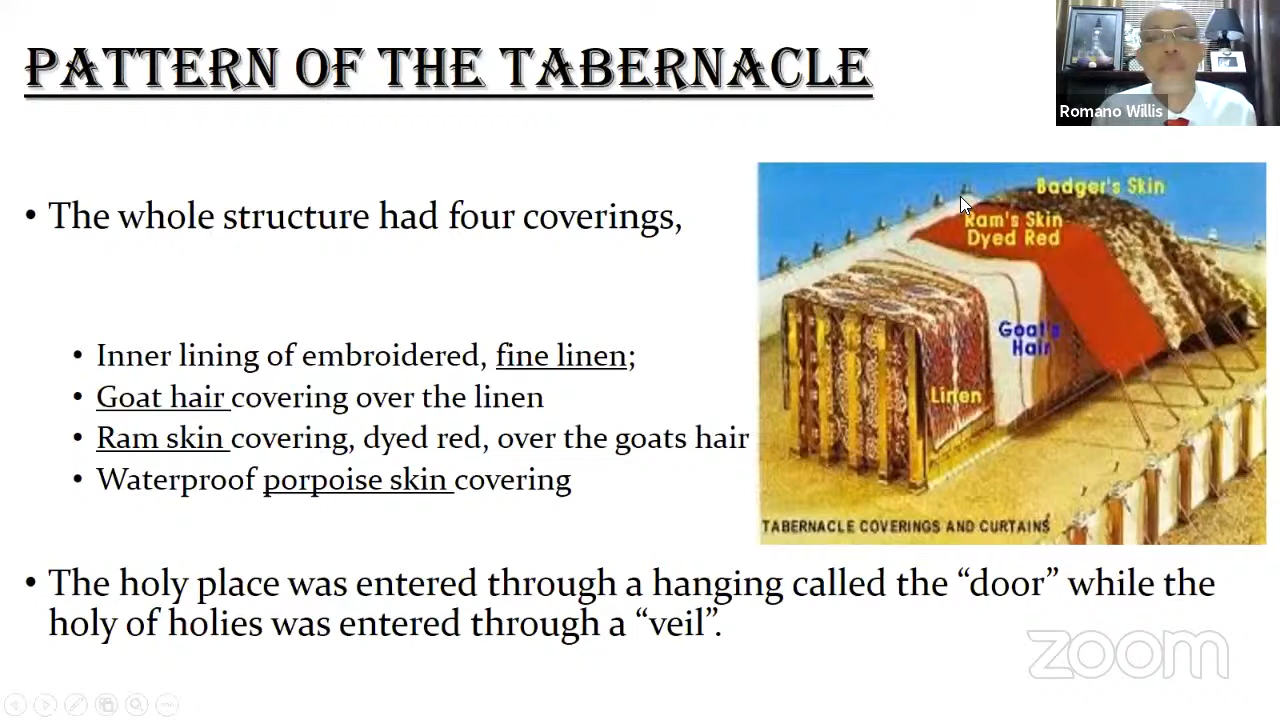 PATTERN OF THE TABERNACLE
Romano Willis
• The whole structure had four coverings,
• Inner lining of embroidered, fine linen;
• Goat hair covering over the linen
• Ram skin covering, dyed red, over the goats hair
• Waterproof porpoise skin covering
Badger's Skin
Ram's Skin
Dyed Red
Goat's
Hair
Linen
TABERNACLE COVERINGS AND CURTAINS
• The holy place was entered through a hanging called the “door” while the
holy of holies was entered through a “veil”.
zoom